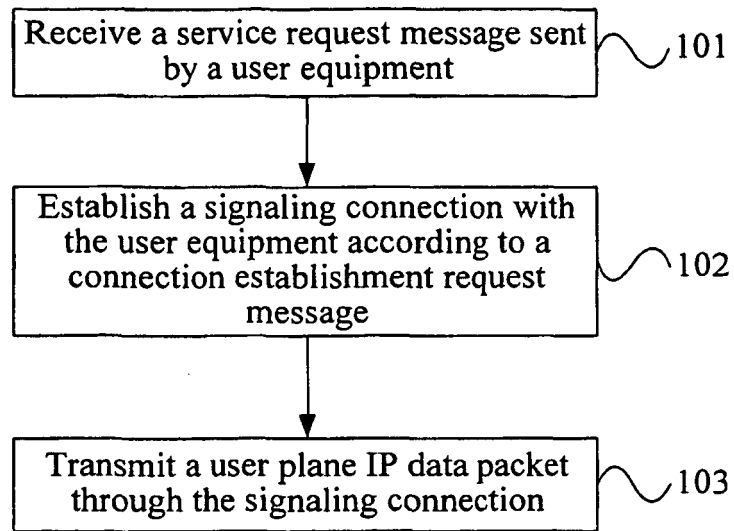 Receive a service request message sent
by a user equipment
101
Establish a signaling connection with
the user equipment according to a
connection establishment request
message
102
Transmit a user plane IP data packet
through the signaling connection
103